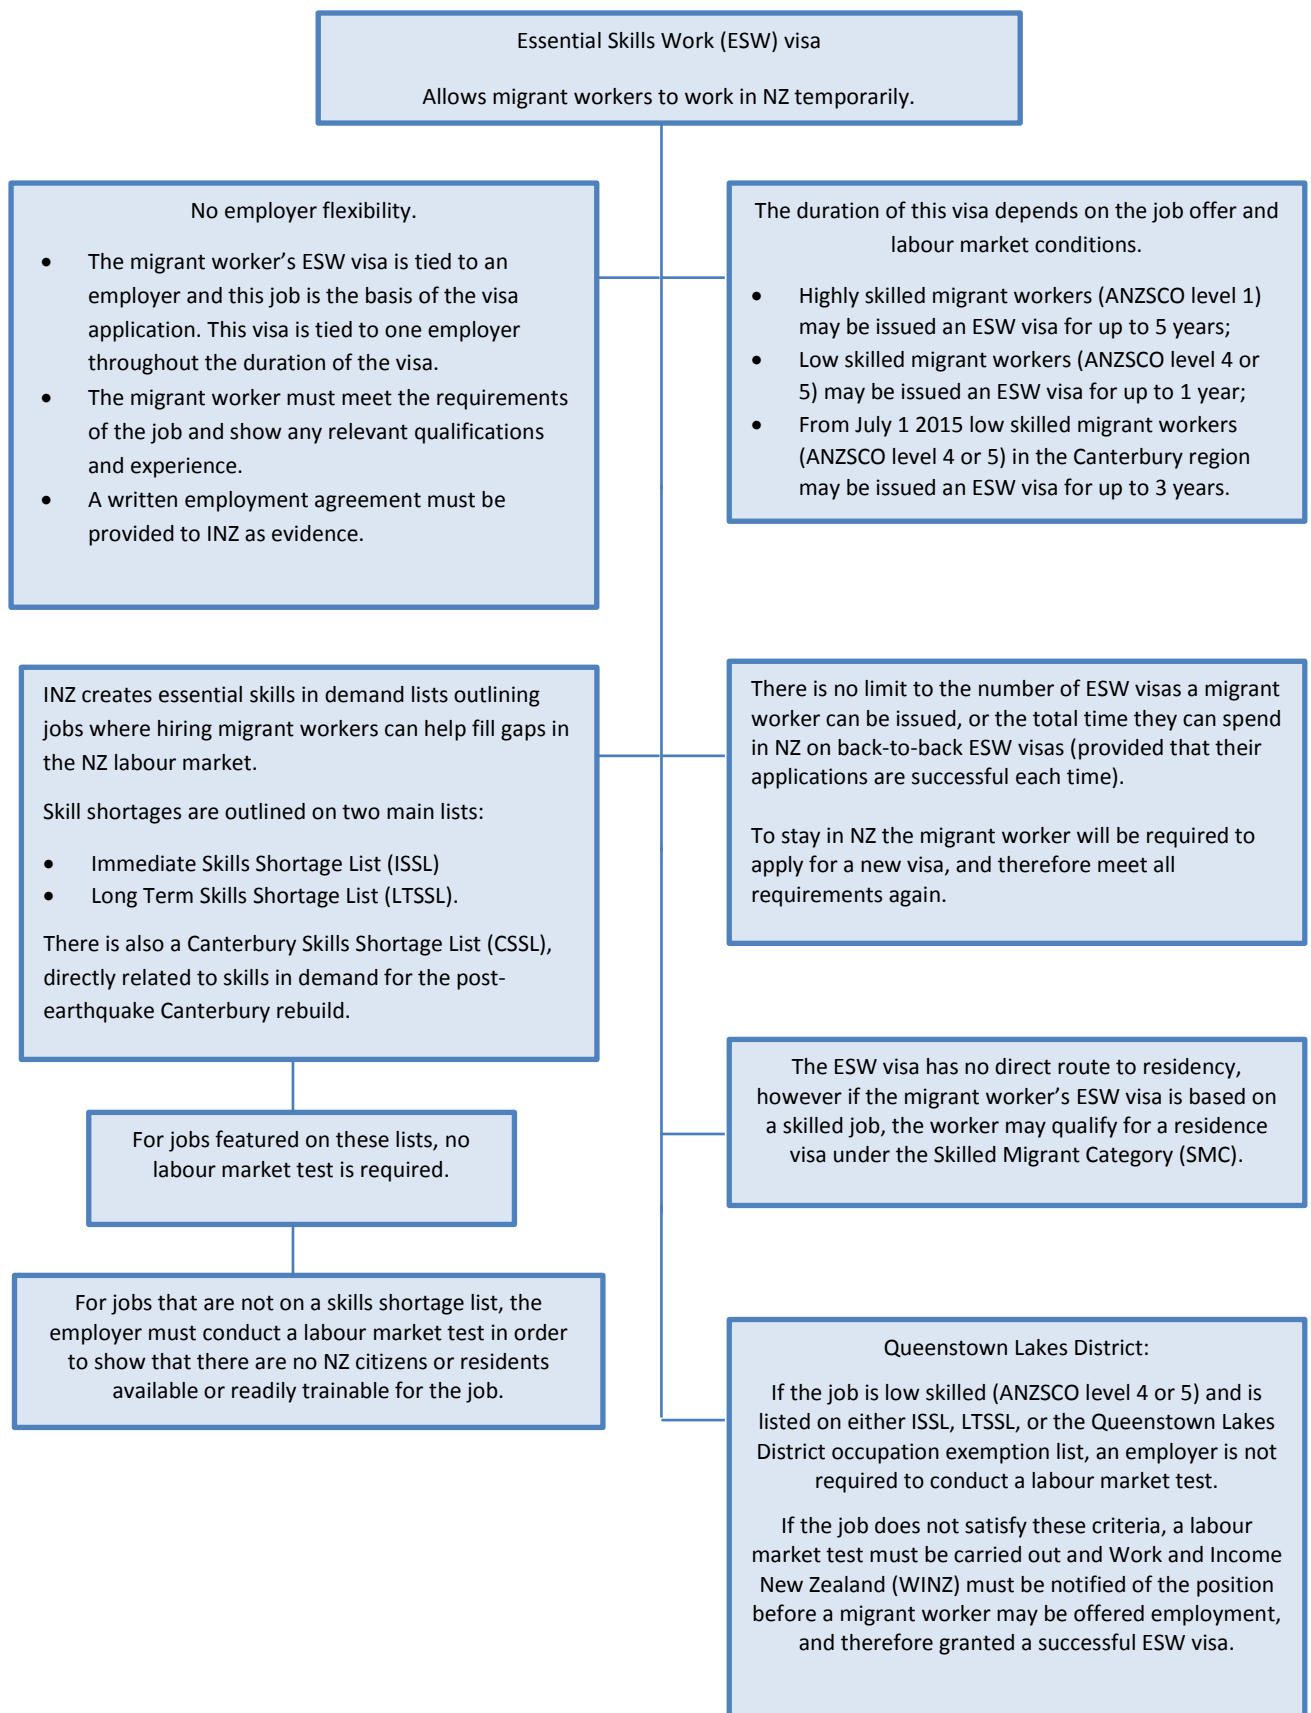 Essential Skills Work (ESW) visa
Allows migrant workers to work in NZ temporarily.
No employer flexibility.
• The migrant worker’s ESW visa is tied to an
employer and this job is the basis of the visa
application. This visa is tied to one employer
throughout the duration of the visa.
• The migrant worker must meet the requirements
of the job and show any relevant qualifications
and experience.
• A written employment agreement must be
provided to INZ as evidence.
The duration of this visa depends on the job offer and
labour market conditions.
• Highly skilled migrant workers (ANZSCO level 1)
may be issued an ESW visa for up to 5 years;
• Low skilled migrant workers (ANZSCO level 4 or
5) may be issued an ESW visa for up to 1 year;
• From July 1 2015 low skilled migrant workers
(ANZSCO level 4 or 5) in the Canterbury region
may be issued an ESW visa for up to 3 years.
INZ creates essential skills in demand lists outlining
jobs where hiring migrant workers can help fill gaps in
the NZ labour market.
Skill shortages are outlined on two main lists:
• Immediate Skills Shortage List (ISSL)
• Long Term Skills Shortage List (LTSSL).
There is also a Canterbury Skills Shortage List (CSSL),
directly related to skills in demand for the post-
earthquake Canterbury rebuild.
There is no limit to the number of ESW visas a migrant
worker can be issued, or the total time they can spend
in NZ on back-to-back ESW visas (provided that their
applications are successful each time).
To stay in NZ the migrant worker will be required to
apply for a new visa, and therefore meet all
requirements again.
For jobs featured on these lists, no
labour market test is required.
The ESW visa has no direct route to residency,
however if the migrant worker’s ESW visa is based on
a skilled job, the worker may qualify for a residence
visa under the Skilled Migrant Category (SMC).
For jobs that are not on a skills shortage list, the
employer must conduct a labour market test in order
to show that there are no NZ citizens or residents
available or readily trainable for the job.
Queenstown Lakes District:
If the job is low skilled (ANZSCO level 4 or 5) and is
listed on either ISSL, LTSSL, or the Queenstown Lakes
District occupation exemption list, an employer is not
required to conduct a labour market test.
If the job does not satisfy these criteria, a labour
market test must be carried out and Work and Income
New Zealand (WINZ) must be notified of the position
before a migrant worker may be offered employment,
and therefore granted a successful ESW visa.